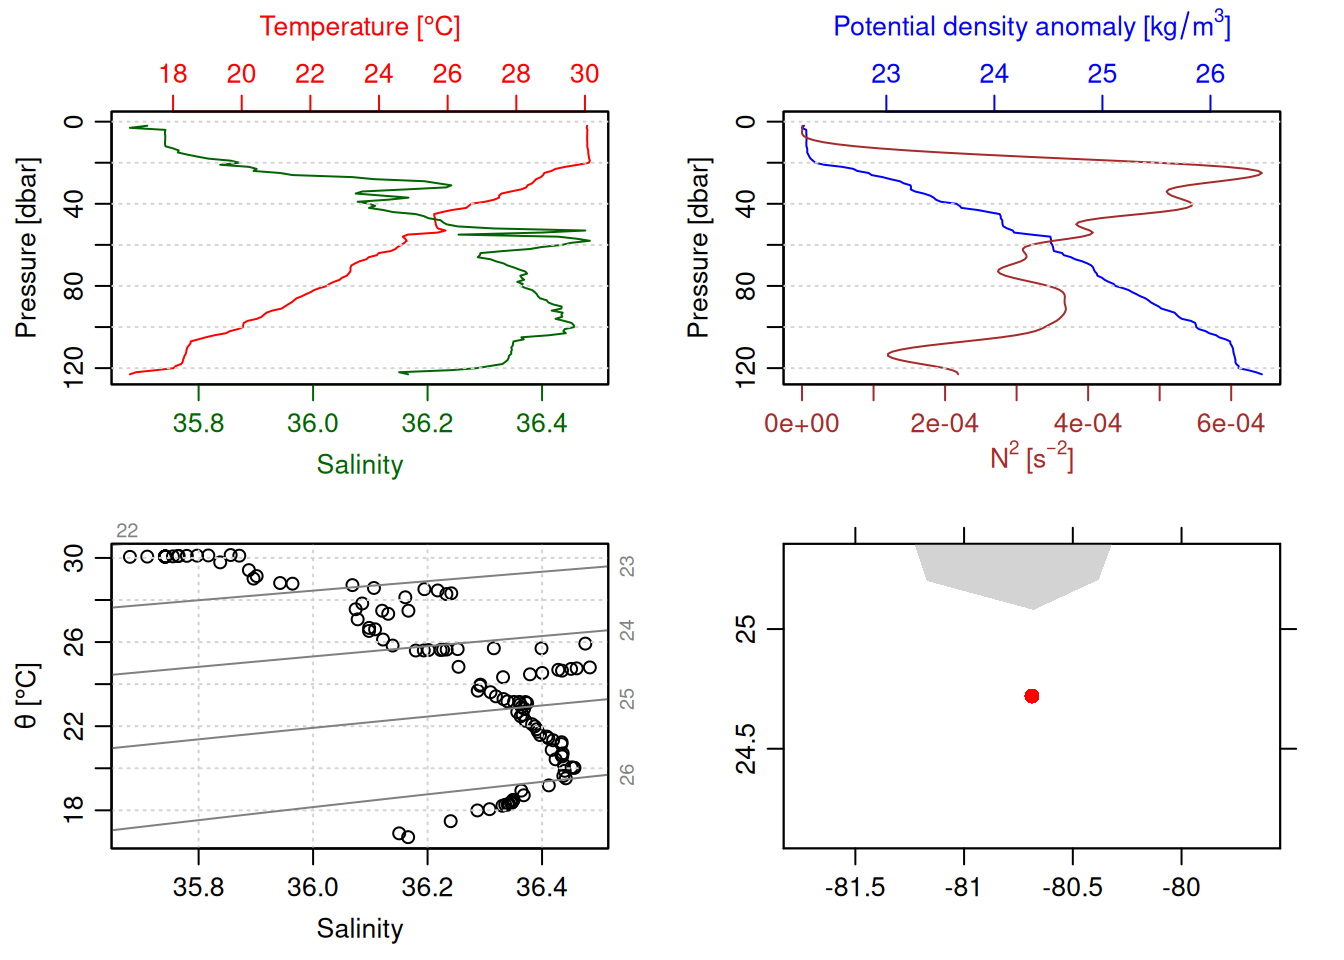 Temperature [°C]
18 20 22 24 26 28 30
Pressure [dbar]
0 40 80 120
35.8 36.0 36.2 36.4
Salinity
Potential density anomaly [kg/m³]
23 24 25 26
Pressure [dbar]
0 40 80 120
0e+00 2e-04 4e-04 6e-04
N² [s⁻²]
22
23
24
25
26
θ [°C]
30 26 22 18
35.8 36.0 36.2 36.4
Salinity
25
24.5
-81.5 -81 -80.5 -80